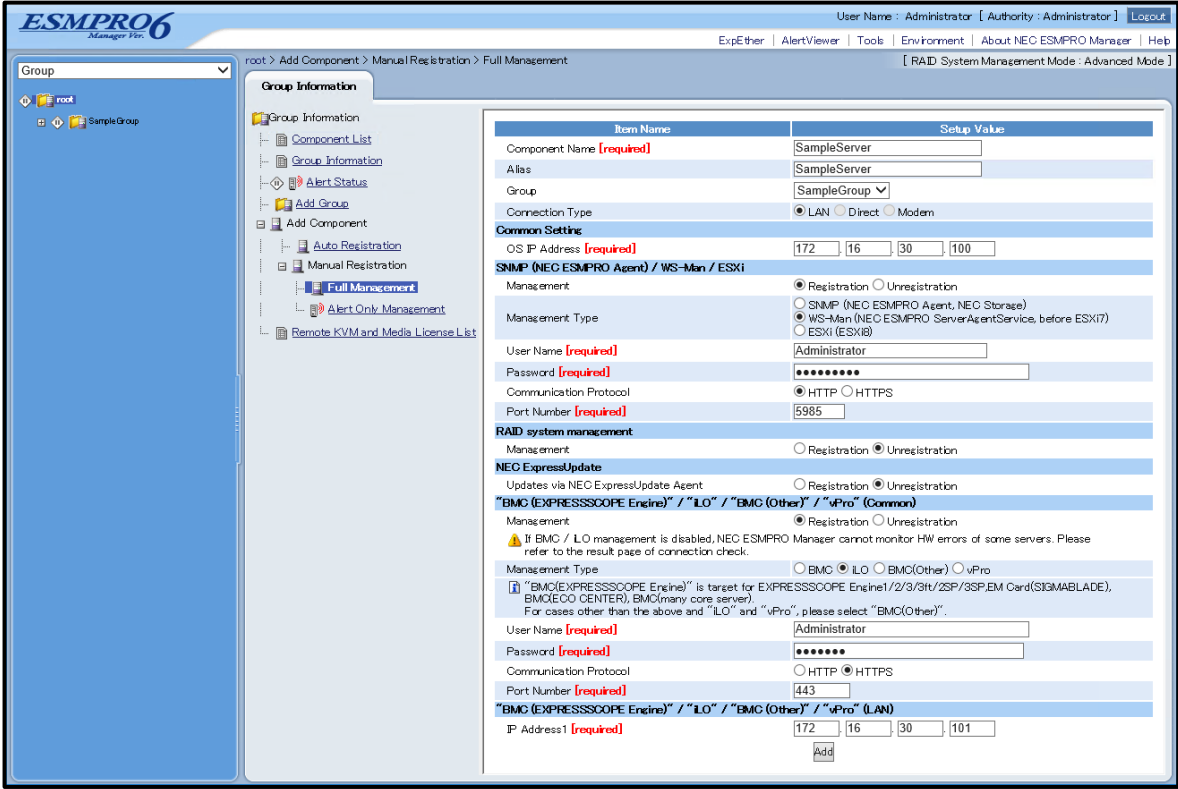 ESMPRO6
Manager Ver.
User Name : Administrator [ Authority : Administrator ] Logout
ExpEther | AlertViewer | Tools | Environment | About NEC ESMPRO Manager | Help
Group
root > Add Component > Manual Registration > Full Management
[ RAID System Management Mode : Advanced Mode ]
root
SampleGroup
Group Information
Group Information
Component List
Group Information
Alert Status
Add Group
Add Component
Auto Registration
Manual Registration
Full Management
Alert Only Management
Remote KVM and Media License List
Item Name Setup Value
Component Name [required] SampleServer
Alias SampleServer
Group SampleGroup
Connection Type LAN Direct Modem
Common Setting
OS IP Address [required] 172 . 16 . 30 . 100
SNMP (NEC ESMPRO Agent) / WS-Man / ESXi
Management Registration Unregistration
Management Type
SNMP (NEC ESMPRO Agent, NEC Storage)
WS-Man (NEC ESMPRO ServerAgentService, before ESXi7)
ESXi (ESXi8)
User Name [required] Administrator
Password [required] •••••••••
Communication Protocol HTTP HTTPS
Port Number [required] 5985
RAID system management
Management Registration Unregistration
NEC ExpressUpdate
Updates via NEC ExpressUpdate Agent Registration Unregistration
"BMC (EXPRESSSCOPE Engine)" / "iLO" / "BMC (Other)" / "vPro" (Common)
Management Registration Unregistration
If BMC / iLO management is disabled, NEC ESMPRO Manager cannot monitor HW errors of some servers. Please
refer to the result page of connection check.
Management Type BMC iLO BMC(Other) vPro
"BMC(EXPRESSSCOPE Engine)" is target for EXPRESSSCOPE Engine1/2/3/3ft/2SP/3SP,EM Card(SIGMABLADE),
BMC(ECO CENTER), BMC(many core server).
For cases other than the above and "iLO" and "vPro", please select "BMC(Other)".
User Name [required] Administrator
Password [required] •••••••
Communication Protocol HTTP HTTPS
Port Number [required] 443
"BMC (EXPRESSSCOPE Engine)" / "iLO" / "BMC (Other)" / "vPro" (LAN)
IP Address1 [required] 172 . 16 . 30 . 101
Add